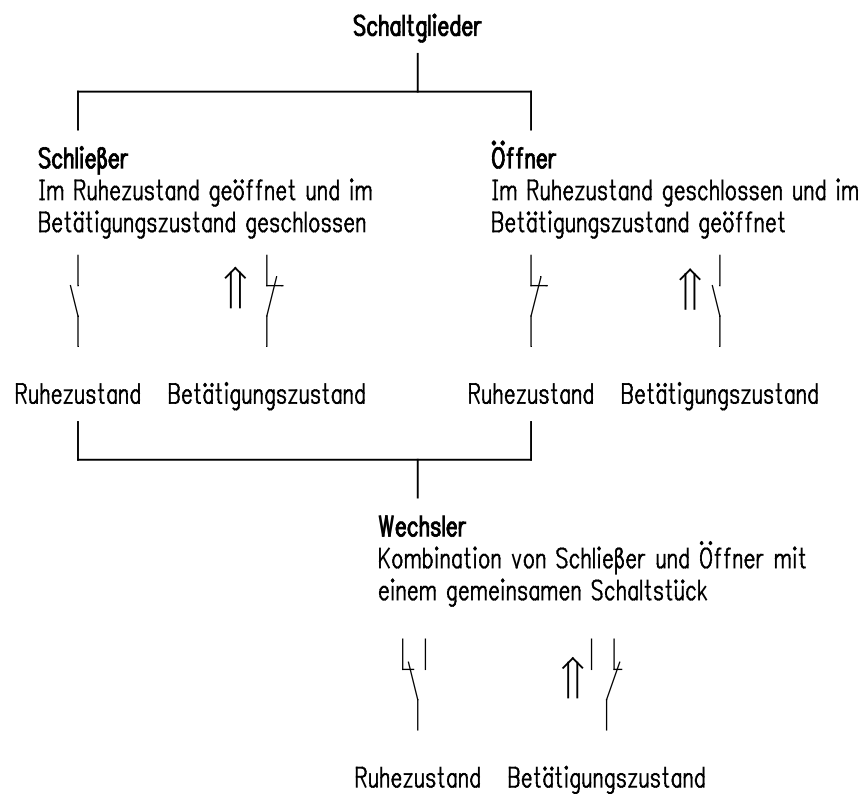 Schaltglieder
Schließer
Im Ruhezustand geöffnet und im
Betätigungszustand geschlossen
Öffner
Im Ruhezustand geschlossen und im
Betätigungszustand geöffnet
Ruhezustand
Betätigungszustand
Ruhezustand
Betätigungszustand
Wechsler
Kombination von Schließer und Öffner mit
einem gemeinsamen Schaltstück
Ruhezustand
Betätigungszustand